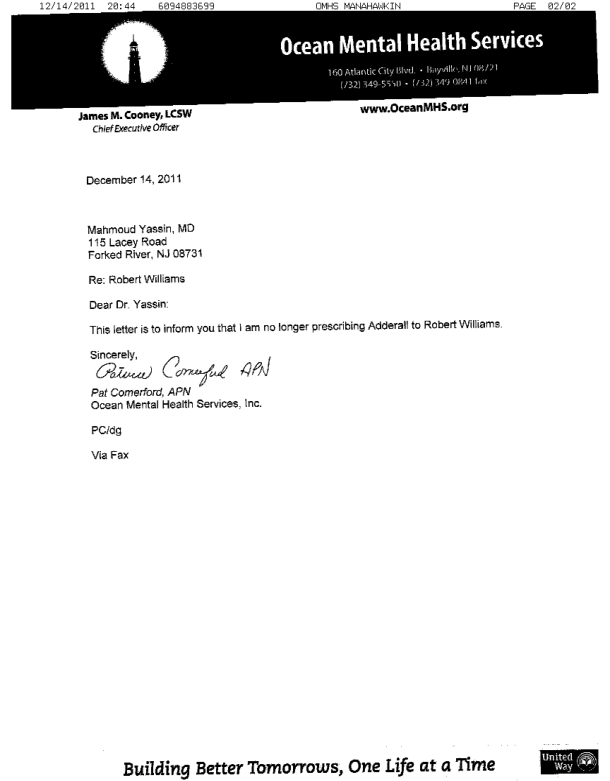 12/14/2011 20:44 6094883699 OMHS MANAHAWKIN PAGE 02/02
Ocean Mental Health Services
160 Atlantic City Blvd. • Bayville, NJ 08721
(732) 349-5550 • (732) 349-0841 fax
James M. Cooney, LCSW
Chief Executive Officer
www.OceanMHS.org
December 14, 2011
Mahmoud Yassin, MD
115 Lacey Road
Forked River, NJ 08731
Re: Robert Williams
Dear Dr. Yassin:
This letter is to inform you that I am no longer prescribing Adderall to Robert Williams.
Sincerely,
Comerford APN
Pat Comerford, APN
Ocean Mental Health Services, Inc.
PC/dg
Via Fax
Building Better Tomorrows, One Life at a Time
United
Way